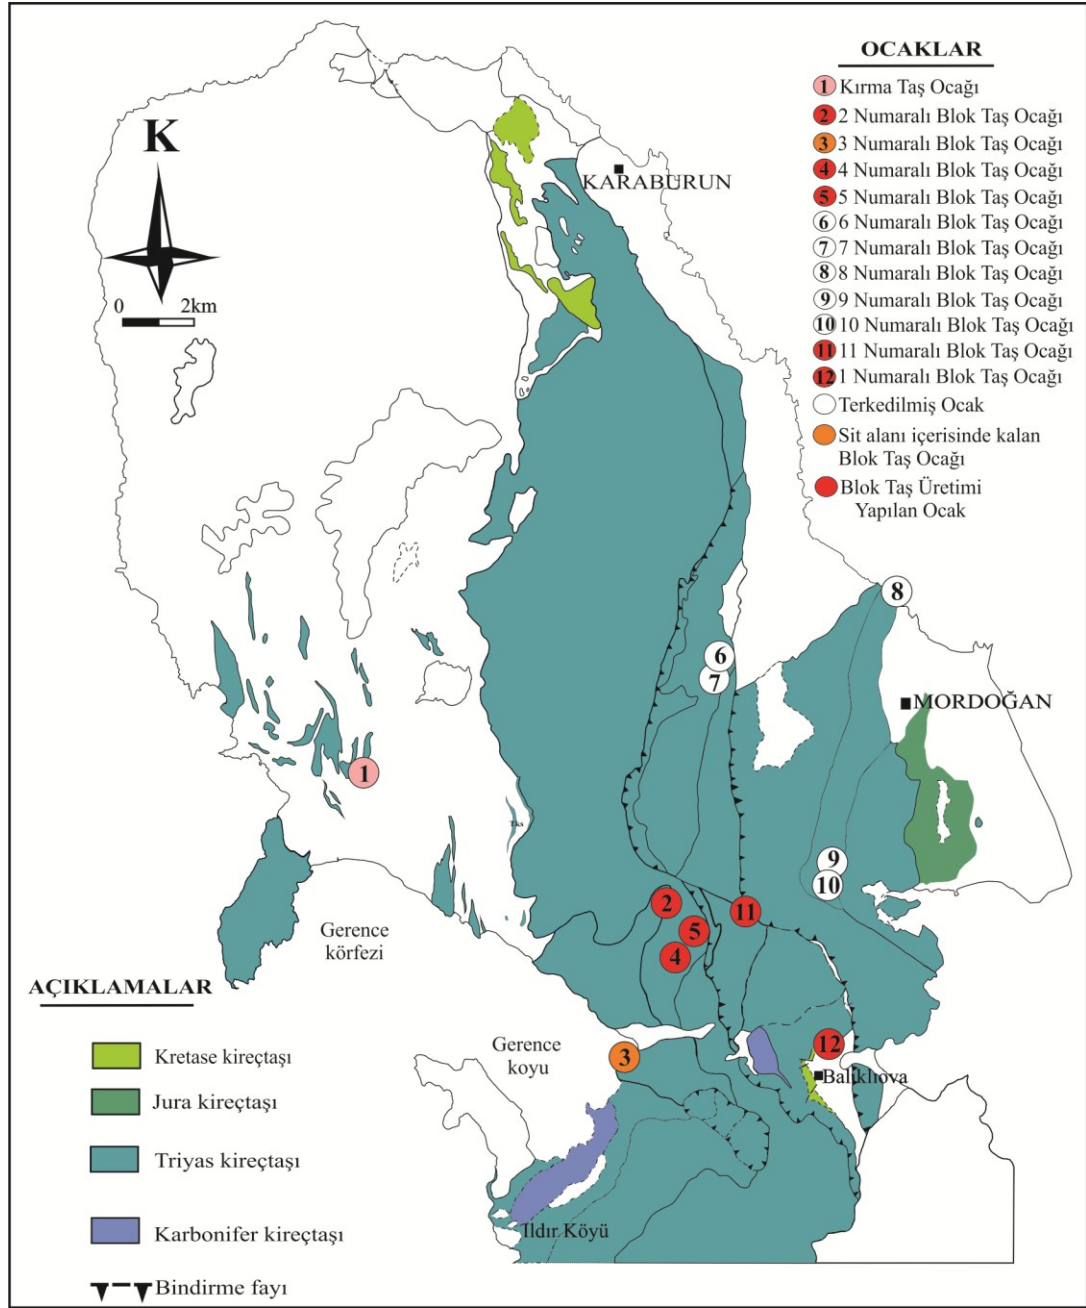 OCAKLAR
1 Kırma Taş Ocağı
2 2 Numaralı Blok Taş Ocağı
3 3 Numaralı Blok Taş Ocağı
4 4 Numaralı Blok Taş Ocağı
5 5 Numaralı Blok Taş Ocağı
6 6 Numaralı Blok Taş Ocağı
7 7 Numaralı Blok Taş Ocağı
8 8 Numaralı Blok Taş Ocağı
9 9 Numaralı Blok Taş Ocağı
10 10 Numaralı Blok Taş Ocağı
11 11 Numaralı Blok Taş Ocağı
12 1 Numaralı Blok Taş Ocağı
Terkedilmiş Ocak
Sit alanı içerisinde kalan
Blok Taş Ocağı
Blok Taş Üretimi
Yapılan Ocak
K
0 2km
KARABURUN
8
6
7
MORDOĞAN
1
Tks
9
10
2
11
5
4
Gerence
körfezi
Gerence
koyu
3
12
Balıklıova
Ildır Köyü
AÇIKLAMALAR
Kretase kireçtaşı
Jura kireçtaşı
Triyas kireçtaşı
Karbonifer kireçtaşı
Bindirme fayı